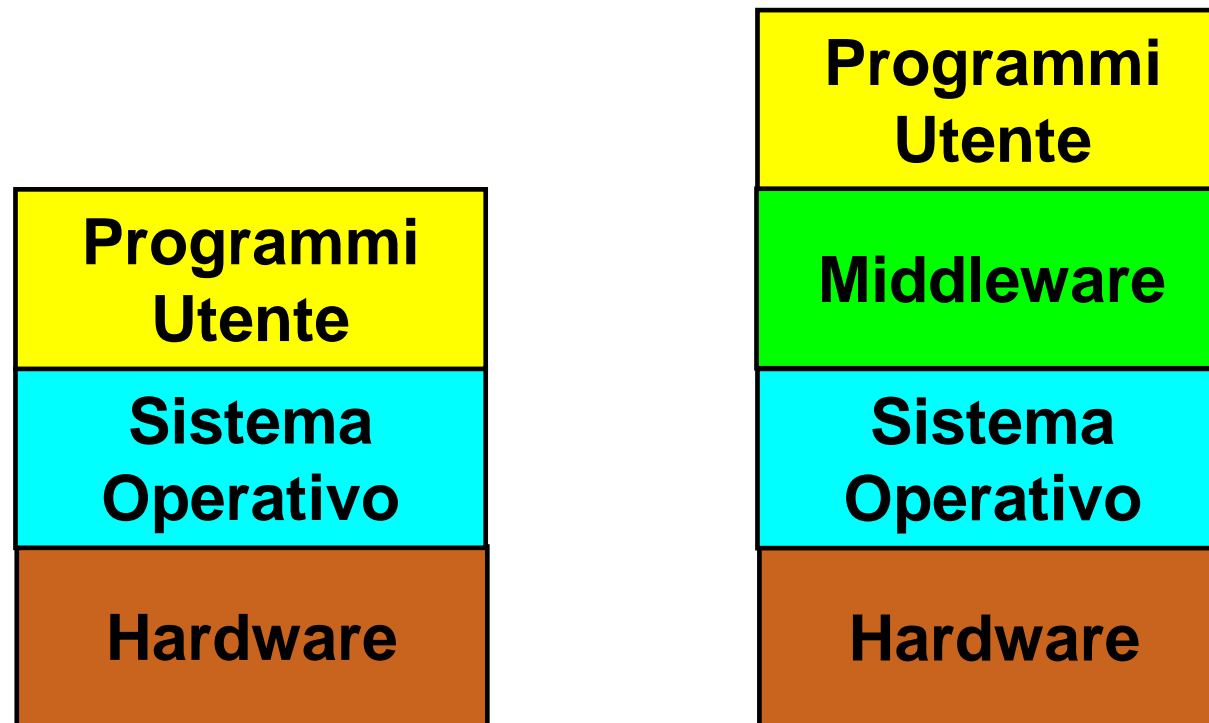 Programmi
Utente
Sistema
Operativo
Hardware
Programmi
Utente
Middleware
Sistema
Operativo
Hardware